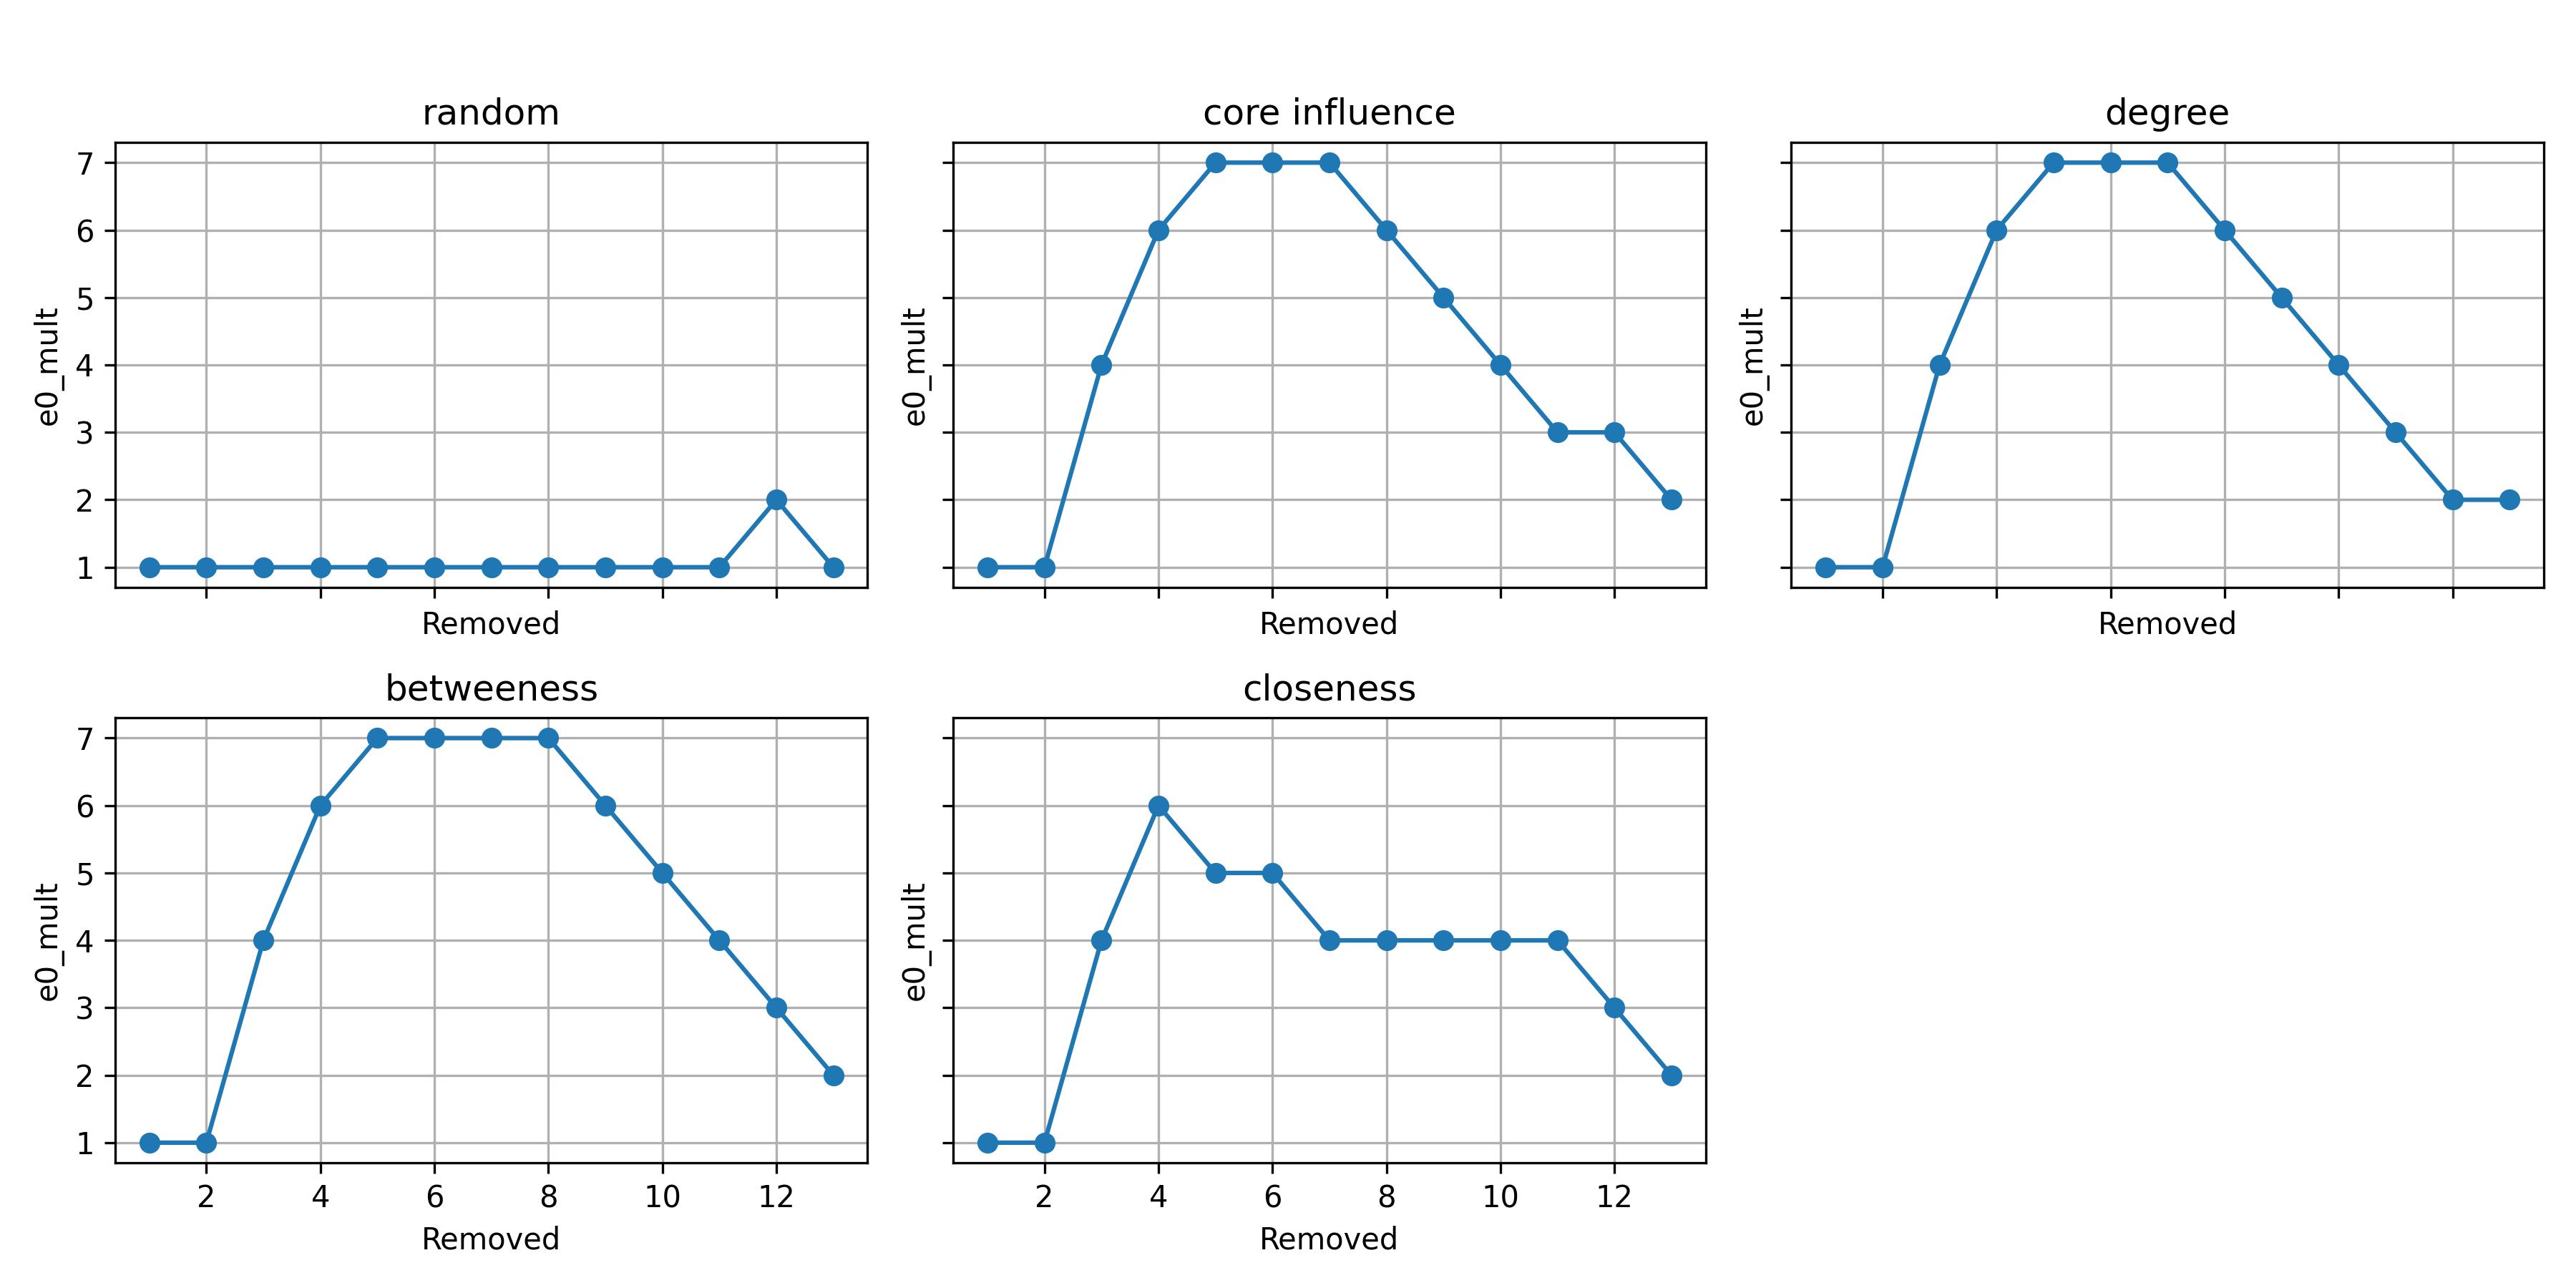 random
core influence
degree
7
6
5
4
3
2
1
e0_mult
e0_mult
e0_mult
Removed
Removed
Removed
betweeness
closeness
7
6
5
4
3
2
1
e0_mult
e0_mult
2 4 6 8 10 12
2 4 6 8 10 12
Removed
Removed